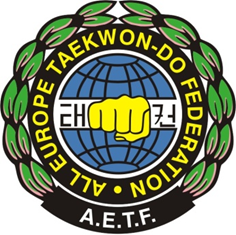 ALL EUROPE TAEKWON-DO FEDERATION
태 권
A.E.T.F.